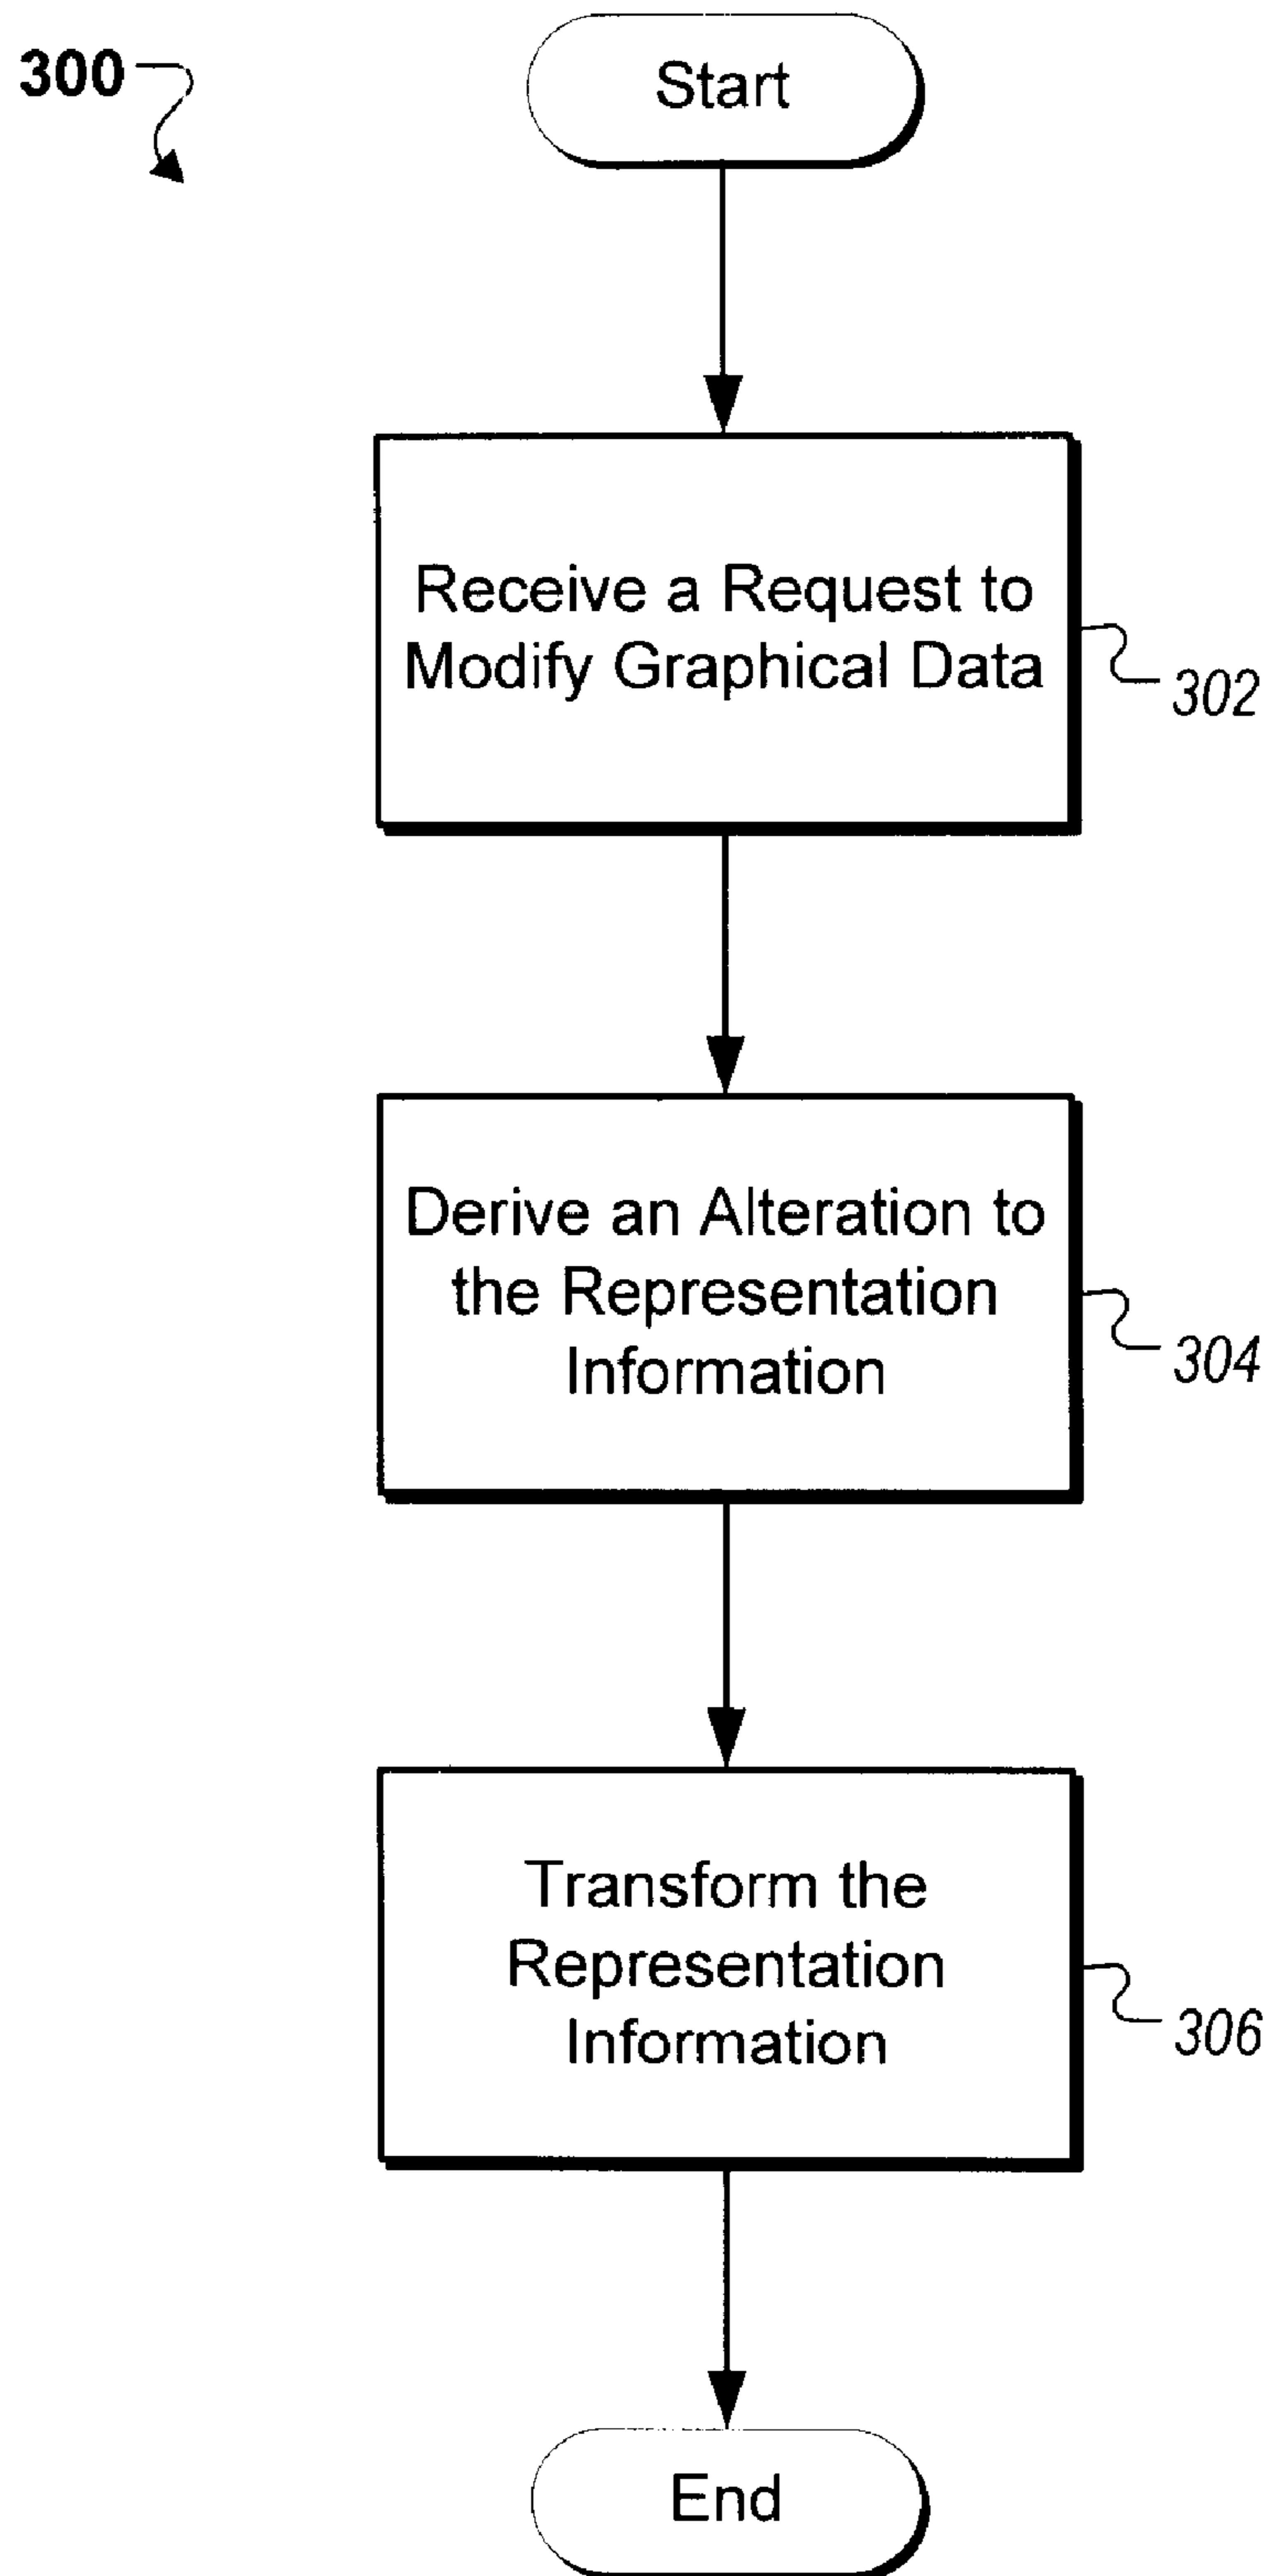 300
Start
Receive a Request to
Modify Graphical Data
302
Derive an Alteration to
the Representation
Information
304
Transform the
Representation
Information
306
End